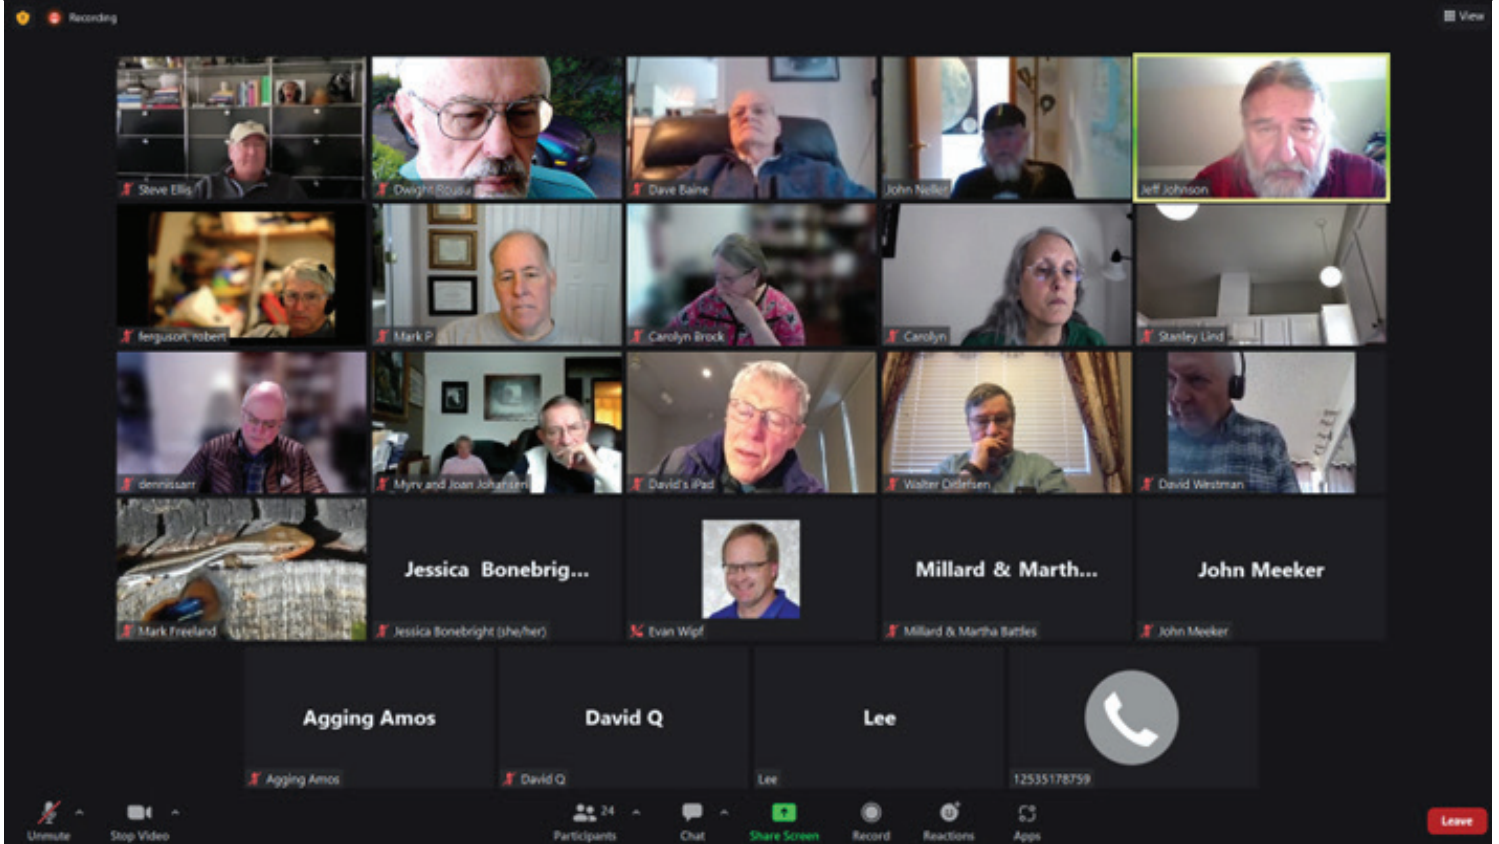 Recording
View
Steve Ellis
Dwight Rousu
Dave Baine
John Neller
Jeff Johnson
ferguson, robert
Mark P
Carolyn Brock
Carolyn
Stanley Lind
dennissarr
Myrv and Joan Johansen
David's iPad
Walter
David Westman
Mark Freeland
Jessica Bonebrig...
Jessica Bonebright (she/her)
Evan Wipf
Millard & Marth...
Millard & Martha Battles
John Meeker
John Meeker
Agging Amos
Agging Amos
David Q
David Q
Lee
Lee
12535178759
Unmute
Stop Video
24
Participants
Chat
Share Screen
Record
Reactions
Apps
Leave